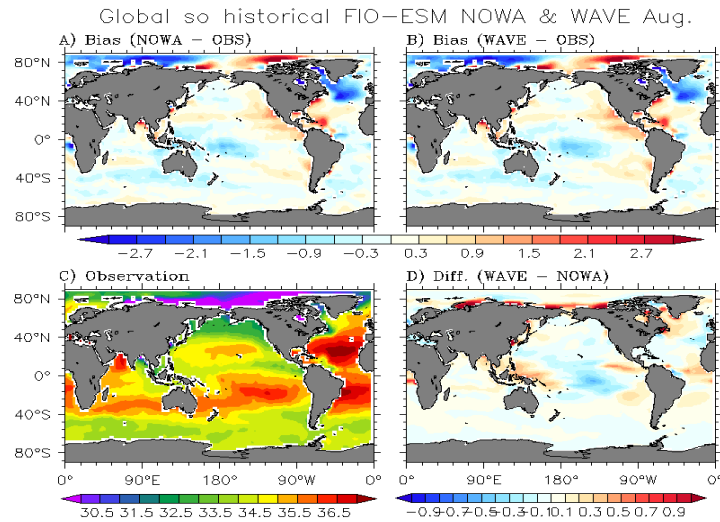 Global so historical FIO-ESM NOWA & WAVE Aug.
A) Bias (NOWA - OBS)
B) Bias (WAVE - OBS)
80°N
40°N
0°
40°S
80°S
80°N
40°N
0°
40°S
80°S
-2.7 -2.1 -1.5 -0.9 -0.3 0.3 0.9 1.5 2.1 2.7
C) Observation
D) Diff. (WAVE - NOWA)
80°N
40°N
0°
40°S
80°S
80°N
40°N
0°
40°S
80°S
0° 90°E 180°W 90°W 0°
0° 90°E 180°W 90°W 0°
30.5 31.5 32.5 33.5 34.5 35.5 36.5
-0.9 -0.7 -0.5 -0.3 -0.1 0.1 0.3 0.5 0.7 0.9